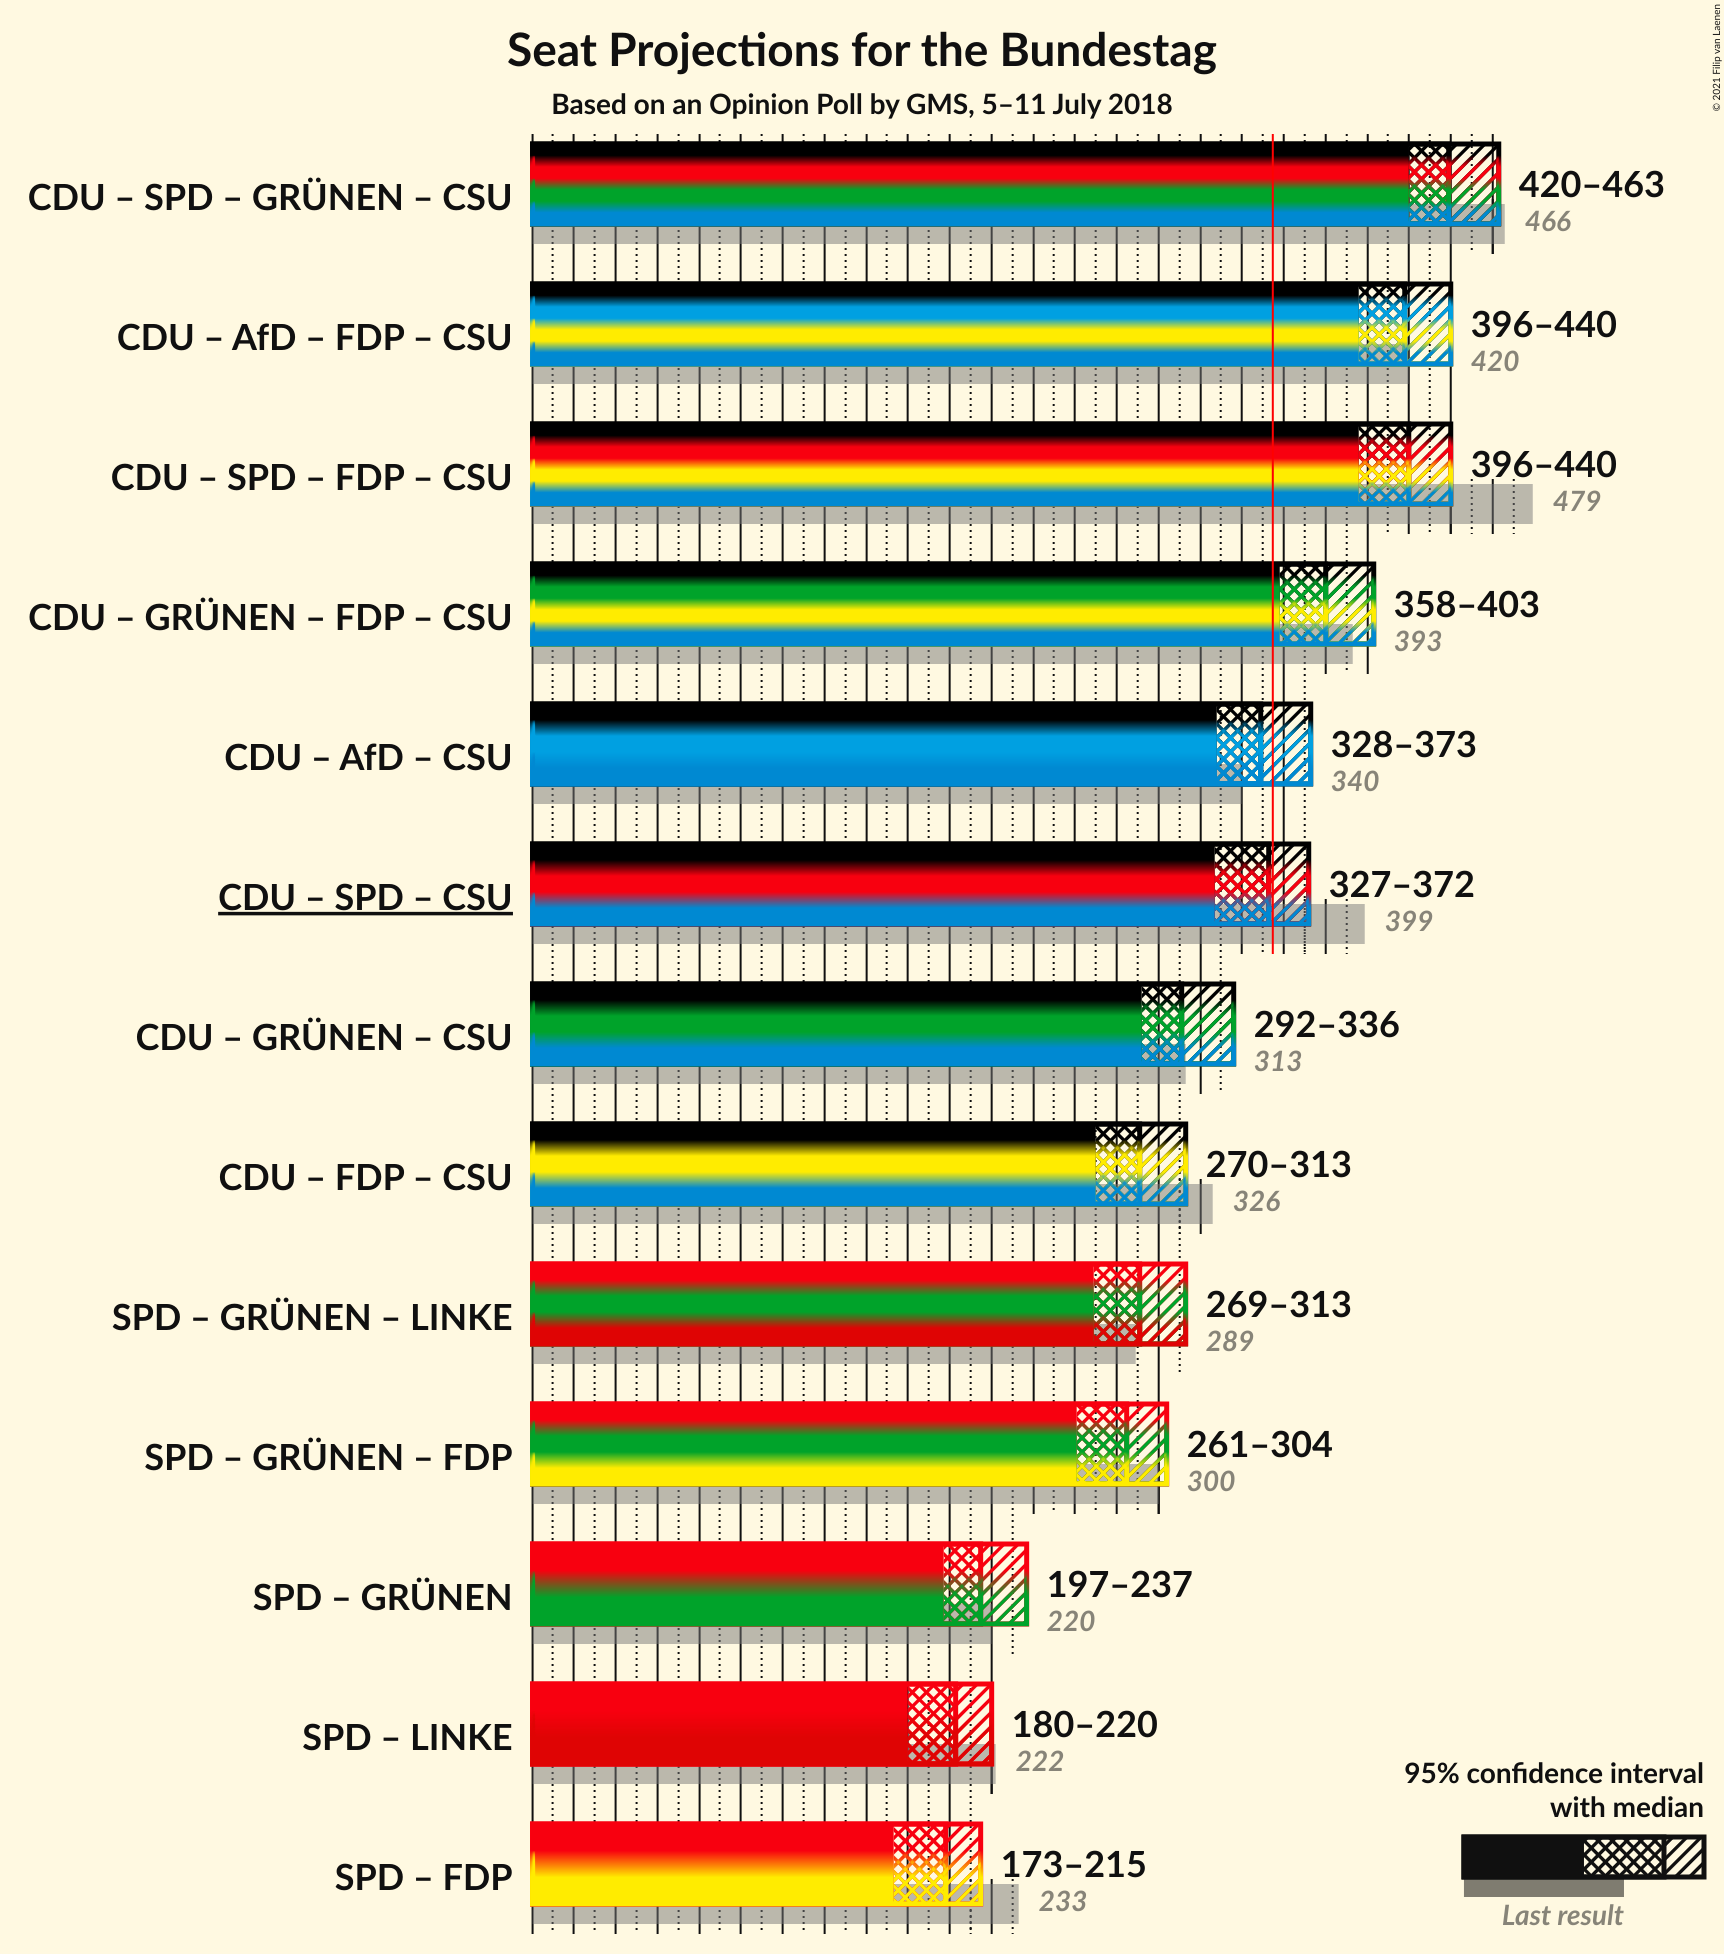 Seat Projections for the Bundestag
Based on an Opinion Poll by GMS, 5–11 July 2018
© 2021 Filip van Laenen
CDU – SPD – GRÜNEN – CSU
420–463
466
CDU – AfD – FDP – CSU
396–440
420
CDU – SPD – FDP – CSU
396–440
479
CDU – GRÜNEN – FDP – CSU
358–403
393
CDU – AfD – CSU
328–373
340
CDU – SPD – CSU
327–372
399
CDU – GRÜNEN – CSU
292–336
313
CDU – FDP – CSU
270–313
326
SPD – GRÜNEN – LINKE
269–313
289
SPD – GRÜNEN – FDP
261–304
300
SPD – GRÜNEN
197–237
220
SPD – LINKE
180–220
222
SPD – FDP
173–215
233
95% confidence interval
with median
Last result